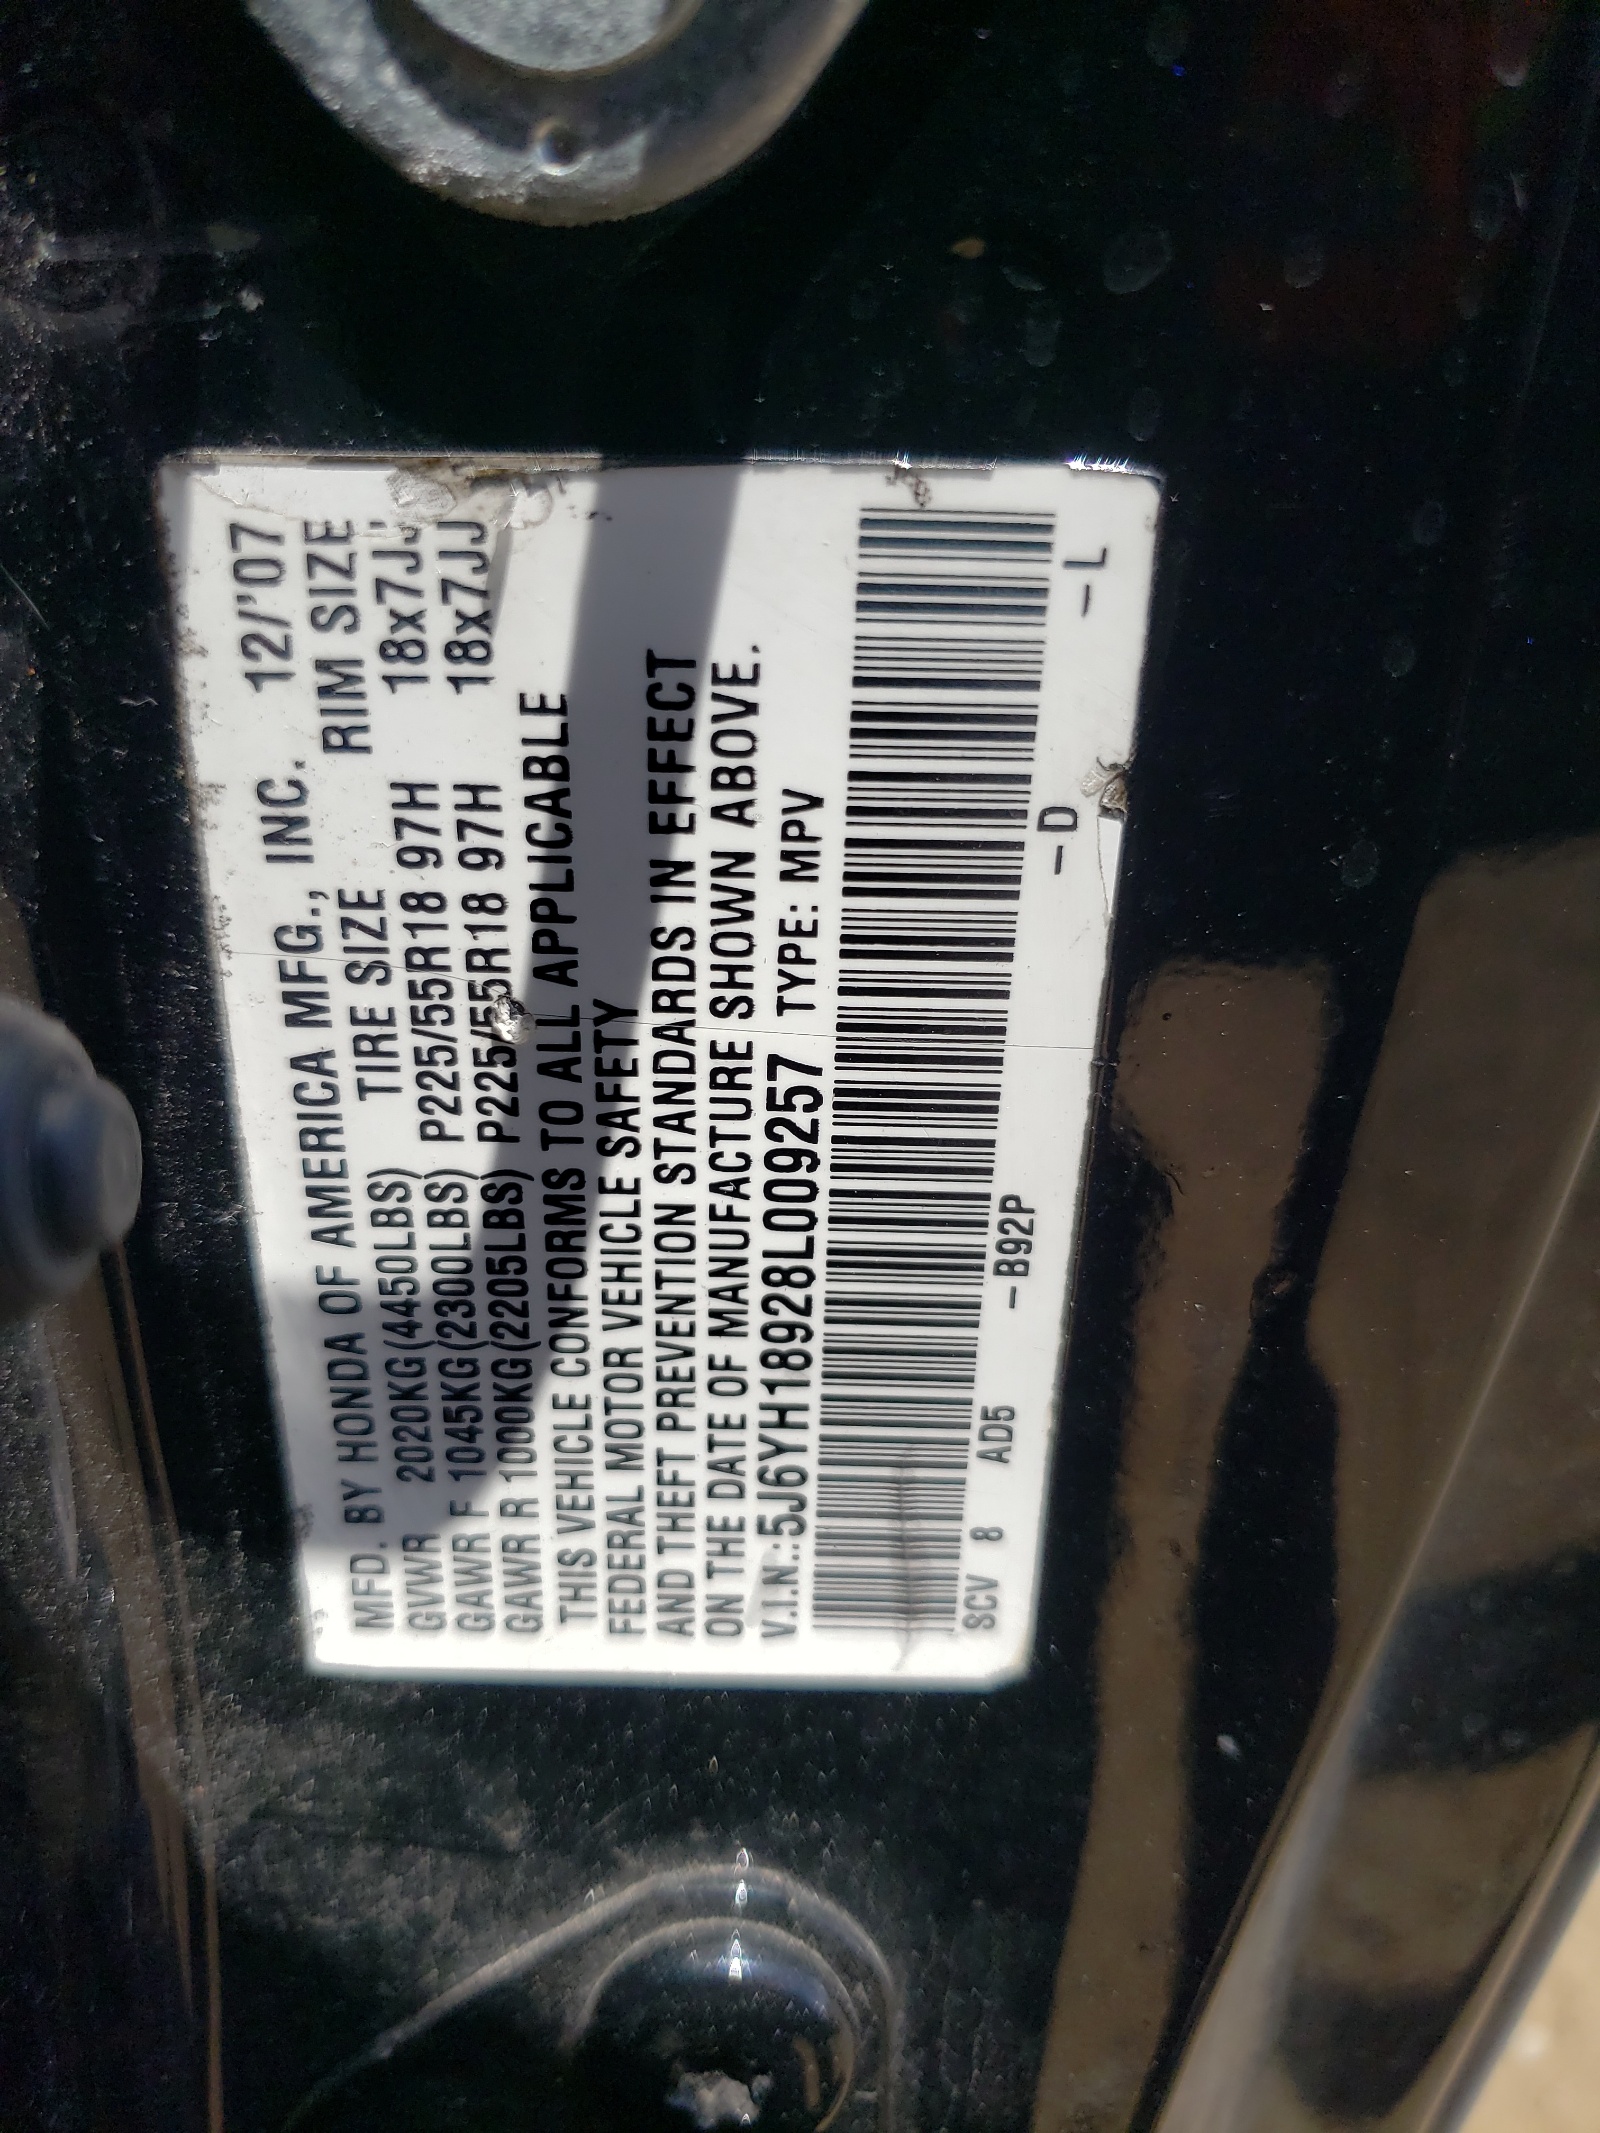 MFD. BY HONDA OF AMERICA MFG., INC. 12/'07
TIRE SIZE RIM SIZE
GVWR 2020KG(4450LBS) P225/55R18 97H 18x7JJ
GAWR F 1045KG(2300LBS) P225/55R18 97H 18x7JJ
GAWR R 1000KG(2205LBS)
THIS VEHICLE CONFORMS TO ALL APPLICABLE
FEDERAL MOTOR VEHICLE SAFETY
AND THEFT PREVENTION STANDARDS IN EFFECT
ON THE DATE OF MANUFACTURE SHOWN ABOVE.
V.I.N.:5J6YH18928L009257 TYPE: MPV
SCV 8 AD5 –B92P –D –L